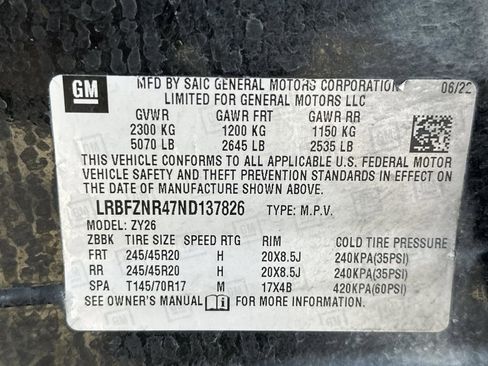 GM
MFD BY SAIC GENERAL MOTORS CORPORATION 06/22
LIMITED FOR GENERAL MOTORS LLC
GVWR GAWR FRT GAWR RR
2300 KG 1200 KG 1150 KG
5070 LB 2645 LB 2535 LB
THIS VEHICLE CONFORMS TO ALL APPLICABLE U.S. FEDERAL MOTOR
VEHICLE SAFETY AND THEFT PREVENTION STANDARDS IN EFFECT ON
THE DATE OF MANUFACTURE SHOWN ABOVE.
LRBFZNR47ND137826 TYPE: M.P.V.
MODEL: ZY26
ZBBK TIRE SIZE SPEED RTG RIM COLD TIRE PRESSURE
FRT 245/45R20 H 20X8.5J 240KPA(35PSI)
RR 245/45R20 H 20X8.5J 240KPA(35PSI)
SPA T145/70R17 M 17X4B 420KPA(60PSI)
SEE OWNER'S MANUAL FOR MORE INFORMATION